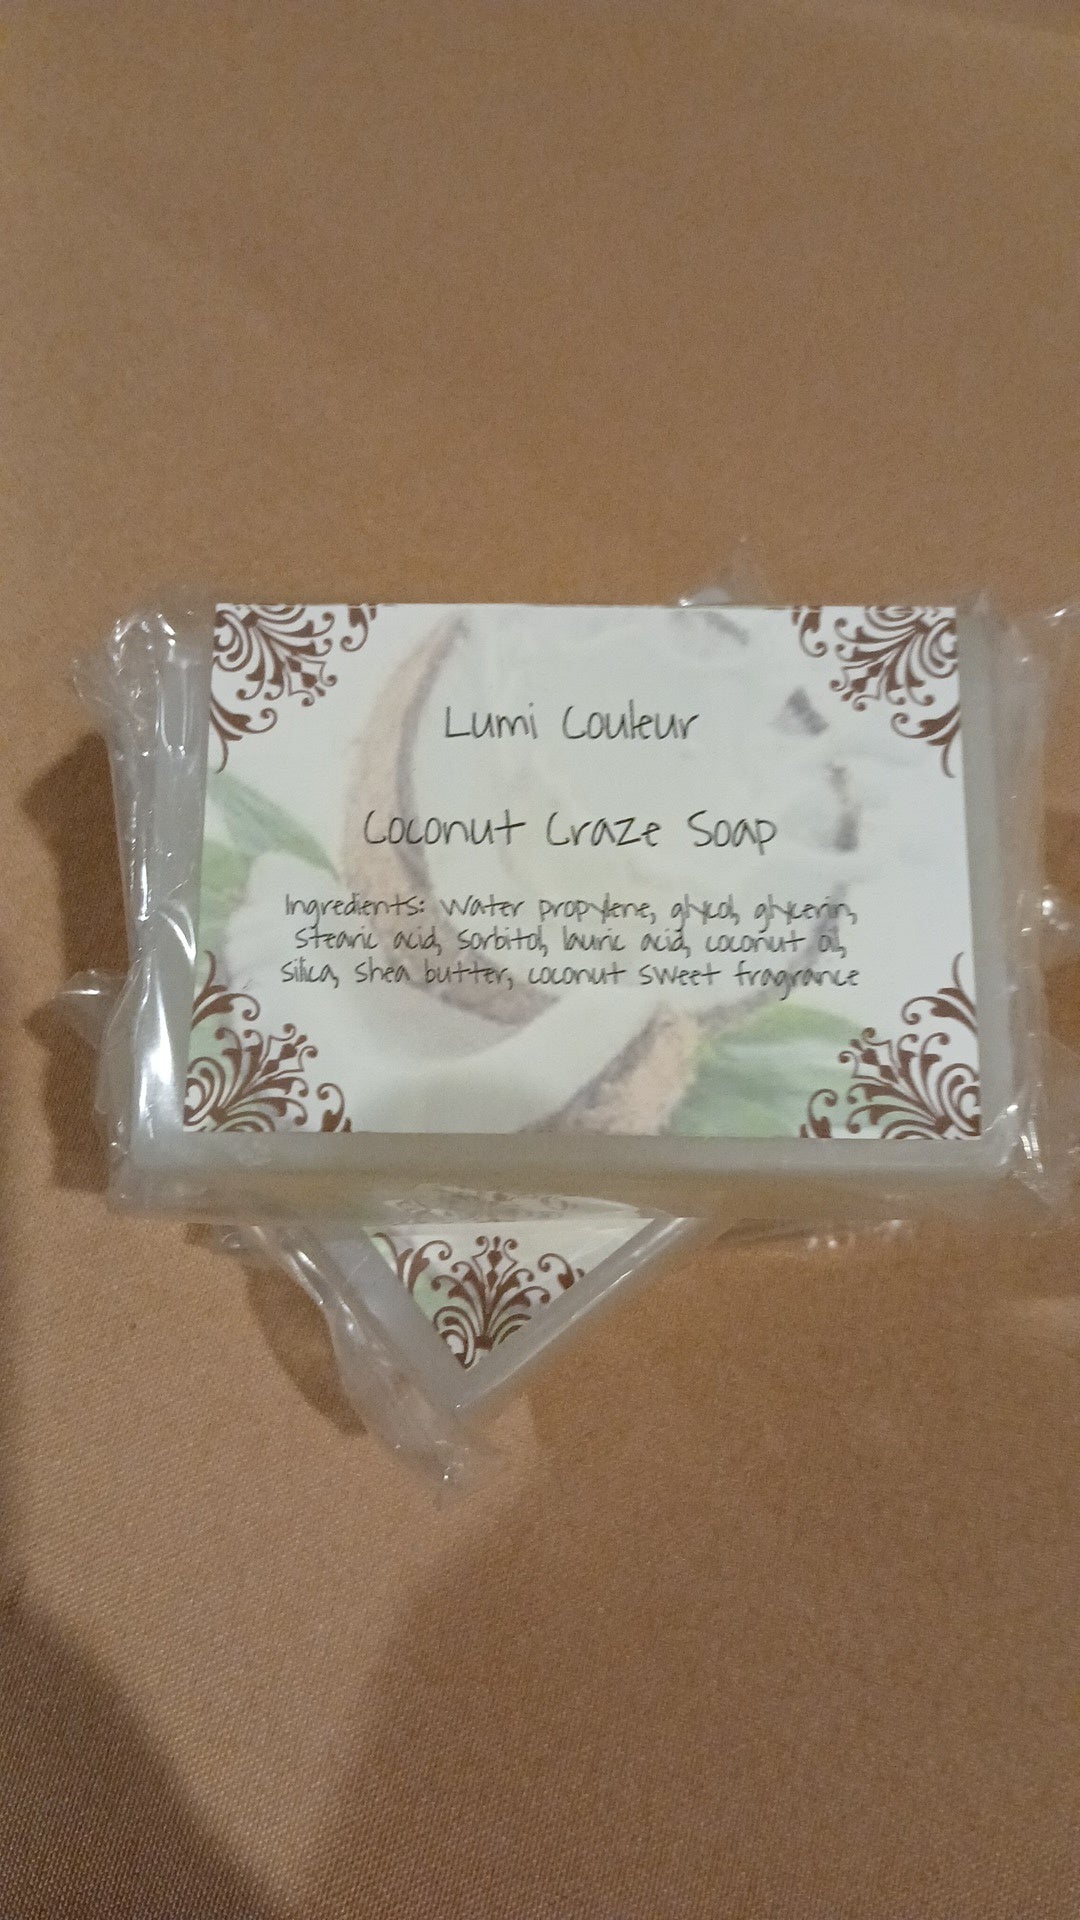 Lumi Couleur
Coconut Craze Soap
Ingredients: Water propylene, glycol, glycerin,
stearic acid, sorbitol, lauric acid, coconut oil,
silica, shea butter, coconut sweet fragrance